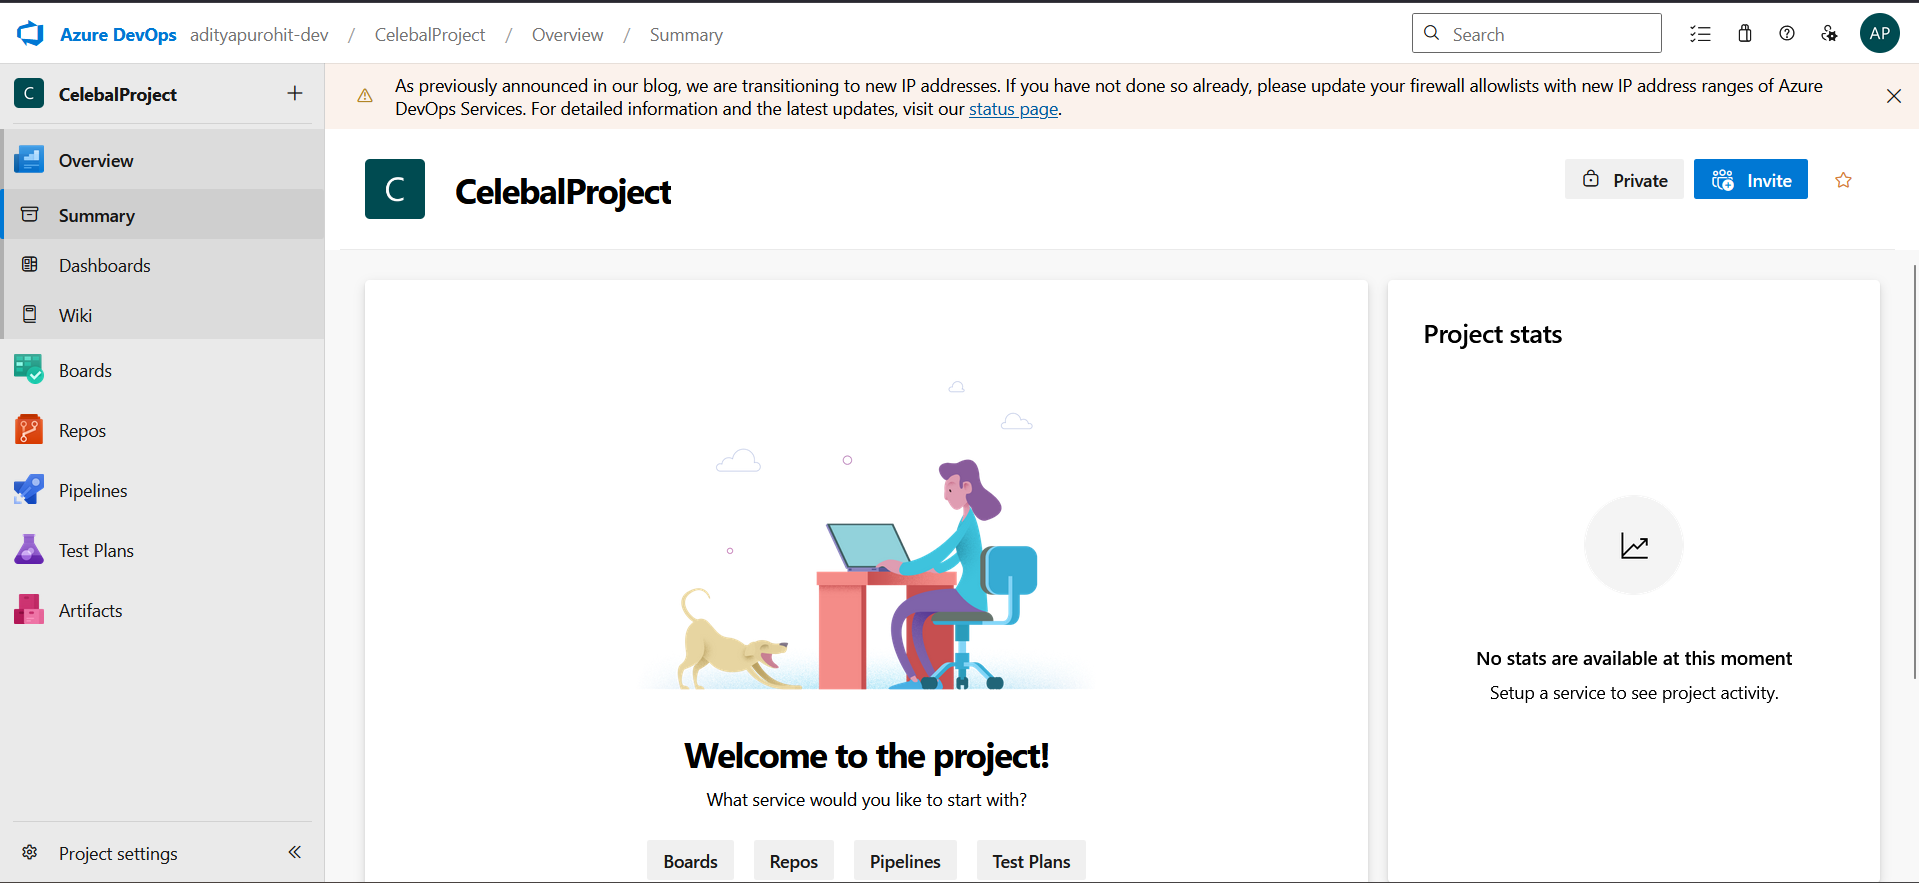 Azure DevOps adityapurohit-dev / CelebalProject / Overview / Summary
Search
AP
C CelebalProject +
Overview
Summary
Dashboards
Wiki
Boards
Repos
Pipelines
Test Plans
Artifacts
Project settings
As previously announced in our blog, we are transitioning to new IP addresses. If you have not done so already, please update your firewall allowlists with new IP address ranges of Azure
DevOps Services. For detailed information and the latest updates, visit our status page.
C CelebalProject
Private
Invite
Welcome to the project!
What service would you like to start with?
Boards Repos Pipelines Test Plans
Project stats
No stats are available at this moment
Setup a service to see project activity.